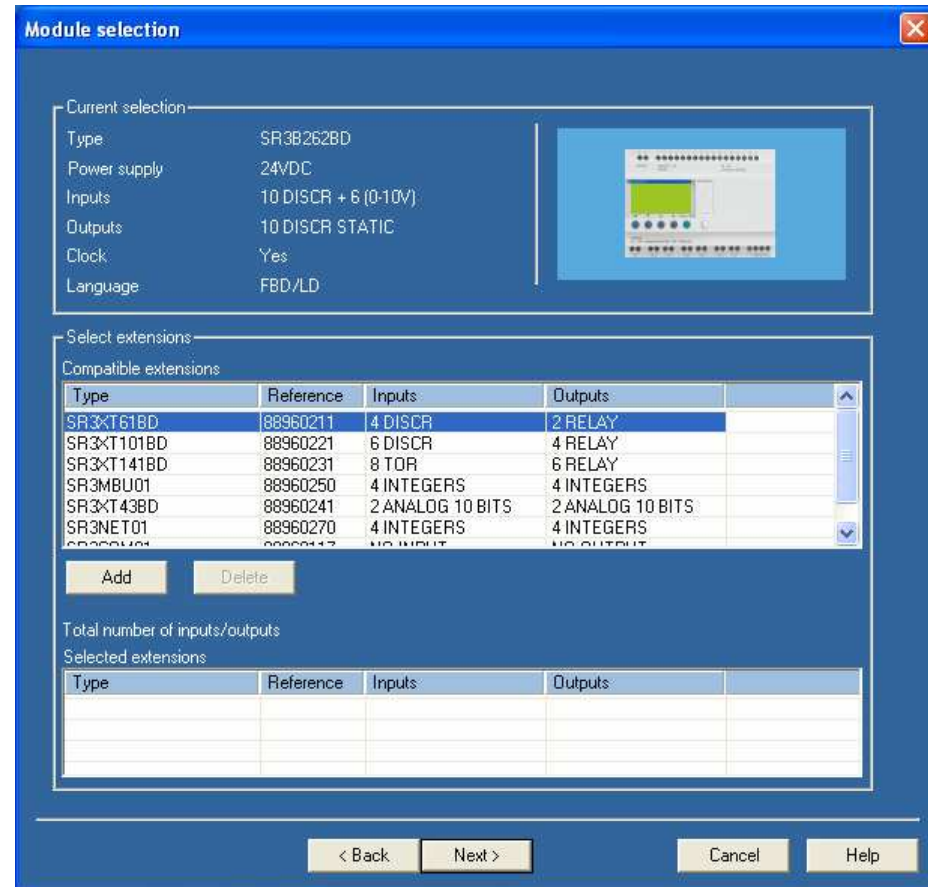 Module selection
Current selection
Type SR3B262BD
Power supply 24VDC
Inputs 10 DISCR + 6 (0-10V)
Outputs 10 DISCR STATIC
Clock Yes
Language FBD/LD
Select extensions
Compatible extensions
Type Reference Inputs Outputs
SR3XT61BD 88960211 4 DISCR 2 RELAY
SR3XT101BD 88960221 6 DISCR 4 RELAY
SR3XT141BD 88960231 8 TOR 6 RELAY
SR3MBU01 88960250 4 INTEGERS 4 INTEGERS
SR3XT43BD 88960241 2 ANALOG 10 BITS 2 ANALOG 10 BITS
SR3NET01 88960270 4 INTEGERS 4 INTEGERS
NO INPUT NO OUTPUT
Add Delete
Total number of inputs/outputs
Selected extensions
Type Reference Inputs Outputs
< Back Next > Cancel Help